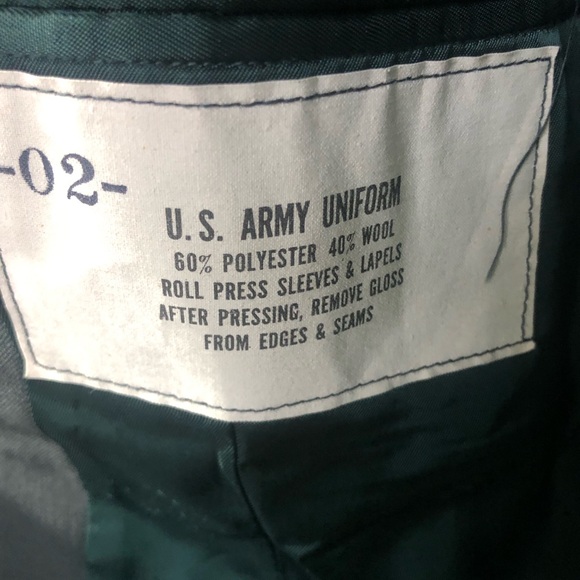 -02-
U.S. ARMY UNIFORM
60% POLYESTER 40% WOOL
ROLL PRESS SLEEVES & LAPELS
AFTER PRESSING, REMOVE GLOSS
FROM EDGES & SEAMS